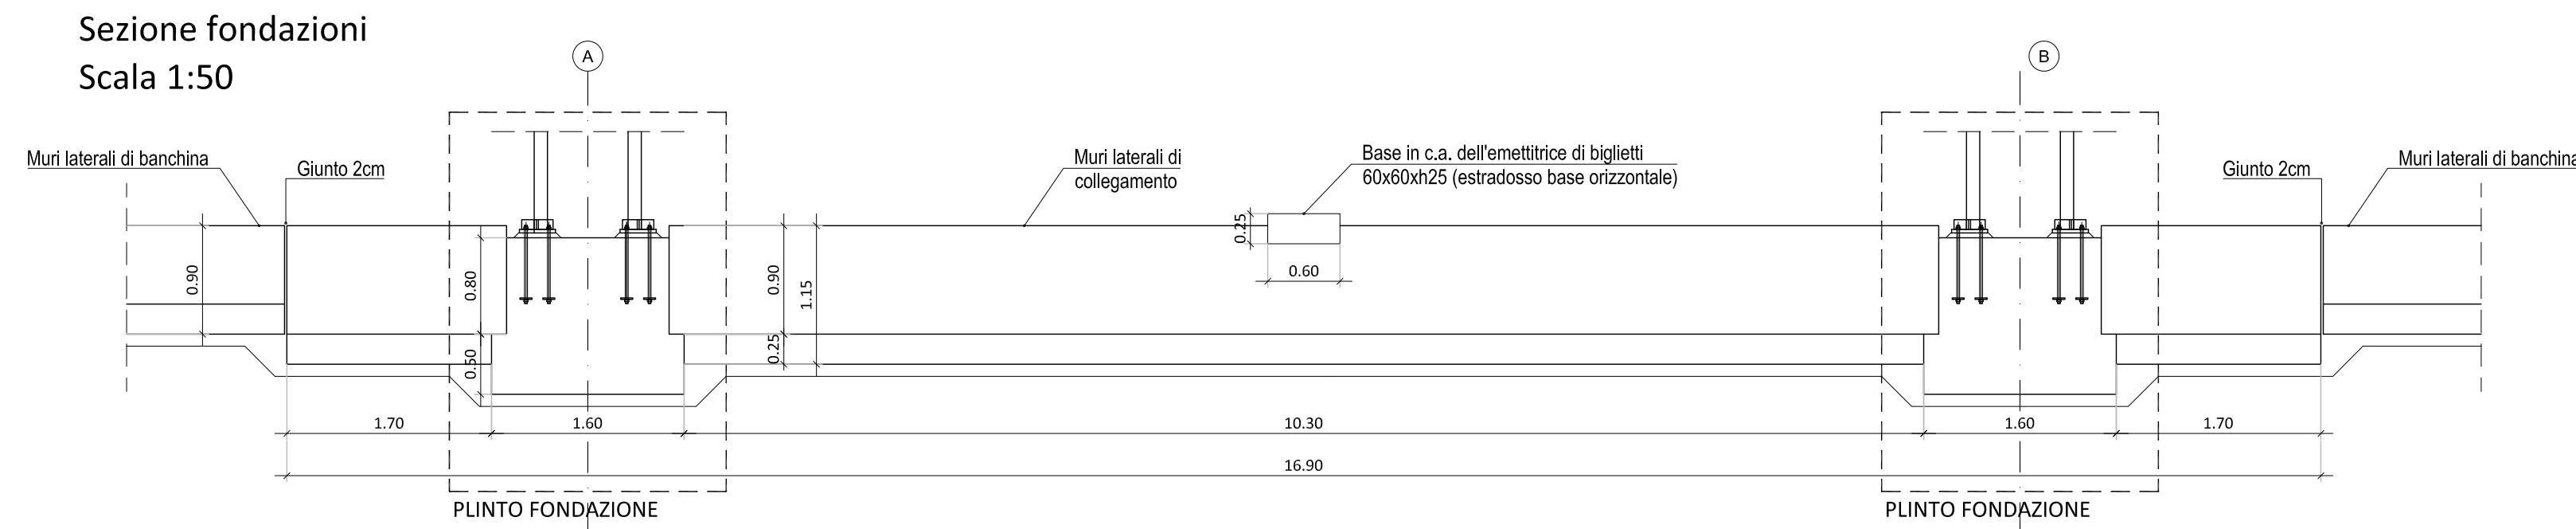 Sezione fondazioni
Scala 1:50
A
B
Muri laterali di banchina
Giunto 2cm
Muri laterali di
collegamento
Base in c.a. dell'emettitrice di biglietti
60x60xh25 (estradosso base orizzontale)
Giunto 2cm
Muri laterali di banchina
0.90
0.80
0.50
0.90
0.25
1.15
0.25
0.60
1.70
1.60
10.30
1.60
1.70
16.90
PLINTO FONDAZIONE
PLINTO FONDAZIONE